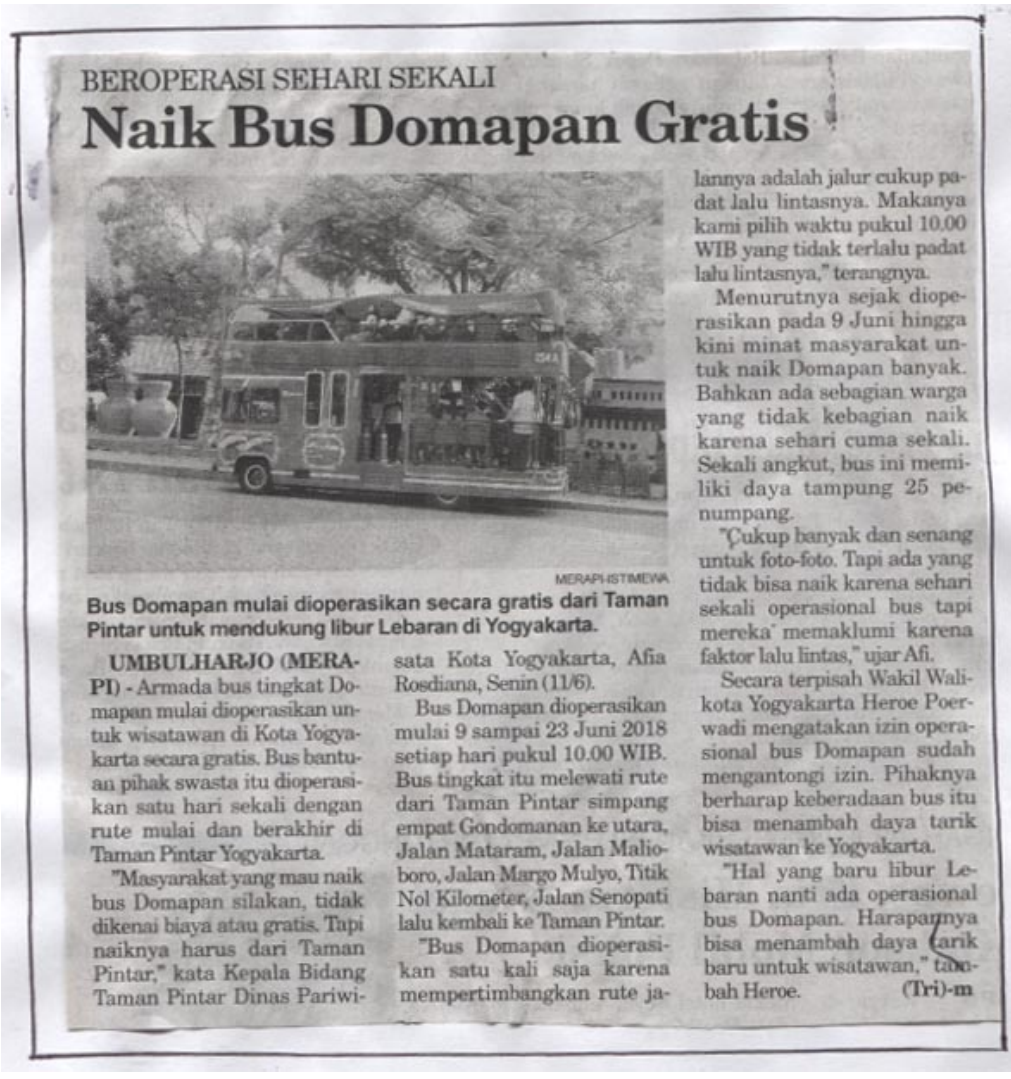 BEROPERASI SEHARI SEKALI
Naik Bus Domapan Gratis
254 A
MERAPI-ISTIMEWA
Bus Domapan mulai dioperasikan secara gratis dari Taman
Pintar untuk mendukung libur Lebaran di Yogyakarta.
UMBULHARJO (MERA-
PI) - Armada bus tingkat Do-
mapan mulai dioperasikan un-
tuk wisatawan di Kota Yogya-
karta secara gratis. Bus bantu-
an pihak swasta itu dioperasi-
kan satu hari sekali dengan
rute mulai dan berakhir di
Taman Pintar Yogyakarta.
"Masyarakat yang mau naik
bus Domapan silakan, tidak
dikenai biaya atau gratis. Tapi
naiknya harus dari Taman
Pintar," kata Kepala Bidang
Taman Pintar Dinas Pariwi-
sata Kota Yogyakarta, Afia
Rosdiana, Senin (11/6).
Bus Domapan dioperasikan
mulai 9 sampai 23 Juni 2018
setiap hari pukul 10.00 WIB.
Bus tingkat itu melewati rute
dari Taman Pintar simpang
empat Gondomanan ke utara,
Jalan Mataram, Jalan Malio-
boro, Jalan Margo Mulyo, Titik
Nol Kilometer, Jalan Senopati
lalu kembali ke Taman Pintar.
"Bus Domapan dioperasi-
kan satu kali saja karena
mempertimbangkan rute ja-
lannya adalah jalur cukup pa-
dat lalu lintasnya. Makanya
kami pilih waktu pukul 10.00
WIB yang tidak terlalu padat
lalu lintasnya," terangnya.
Menurutnya sejak diope-
rasikan pada 9 Juni hingga
kini minat masyarakat un-
tuk naik Domapan banyak.
Bahkan ada sebagian warga
yang tidak kebagian naik
karena sehari cuma sekali.
Sekali angkut, bus ini memi-
liki daya tampung 25 pe-
numpang.
"Cukup banyak dan senang
untuk foto-foto. Tapi ada yang
tidak bisa naik karena sehari
sekali operasional bus tapi
mereka memaklumi karena
faktor lalu lintas," ujar Afi.
Secara terpisah Wakil Wali-
kota Yogyakarta Heroe Poer-
wadi mengatakan izin opera-
sional bus Domapan sudah
mengantongi izin. Pihaknya
berharap keberadaan bus itu
bisa menambah daya tarik
wisatawan ke Yogyakarta.
"Hal yang baru libur Le-
baran nanti ada operasional
bus Domapan. Harapannya
bisa menambah daya tarik
baru untuk wisatawan," tam-
bah Heroe. (Tri)-m